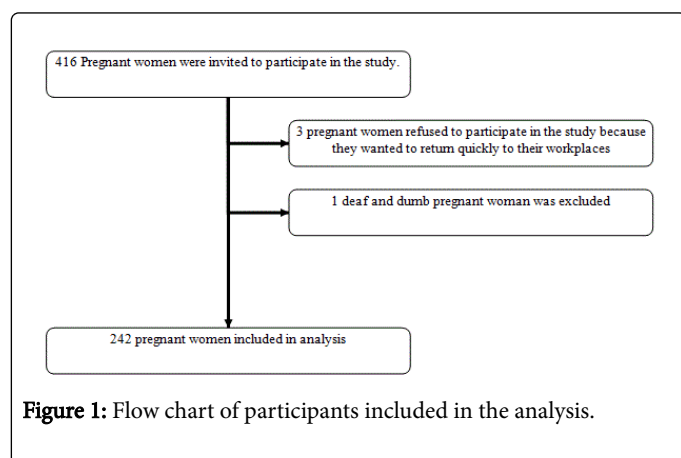 416 Pregnant women were invited to participate in the study.
3 pregnant women refused to participate in the study because
they wanted to return quickly to their workplaces
1 deaf and dumb pregnant woman was excluded
242 pregnant women included in analysis
Figure 1: Flow chart of participants included in the analysis.